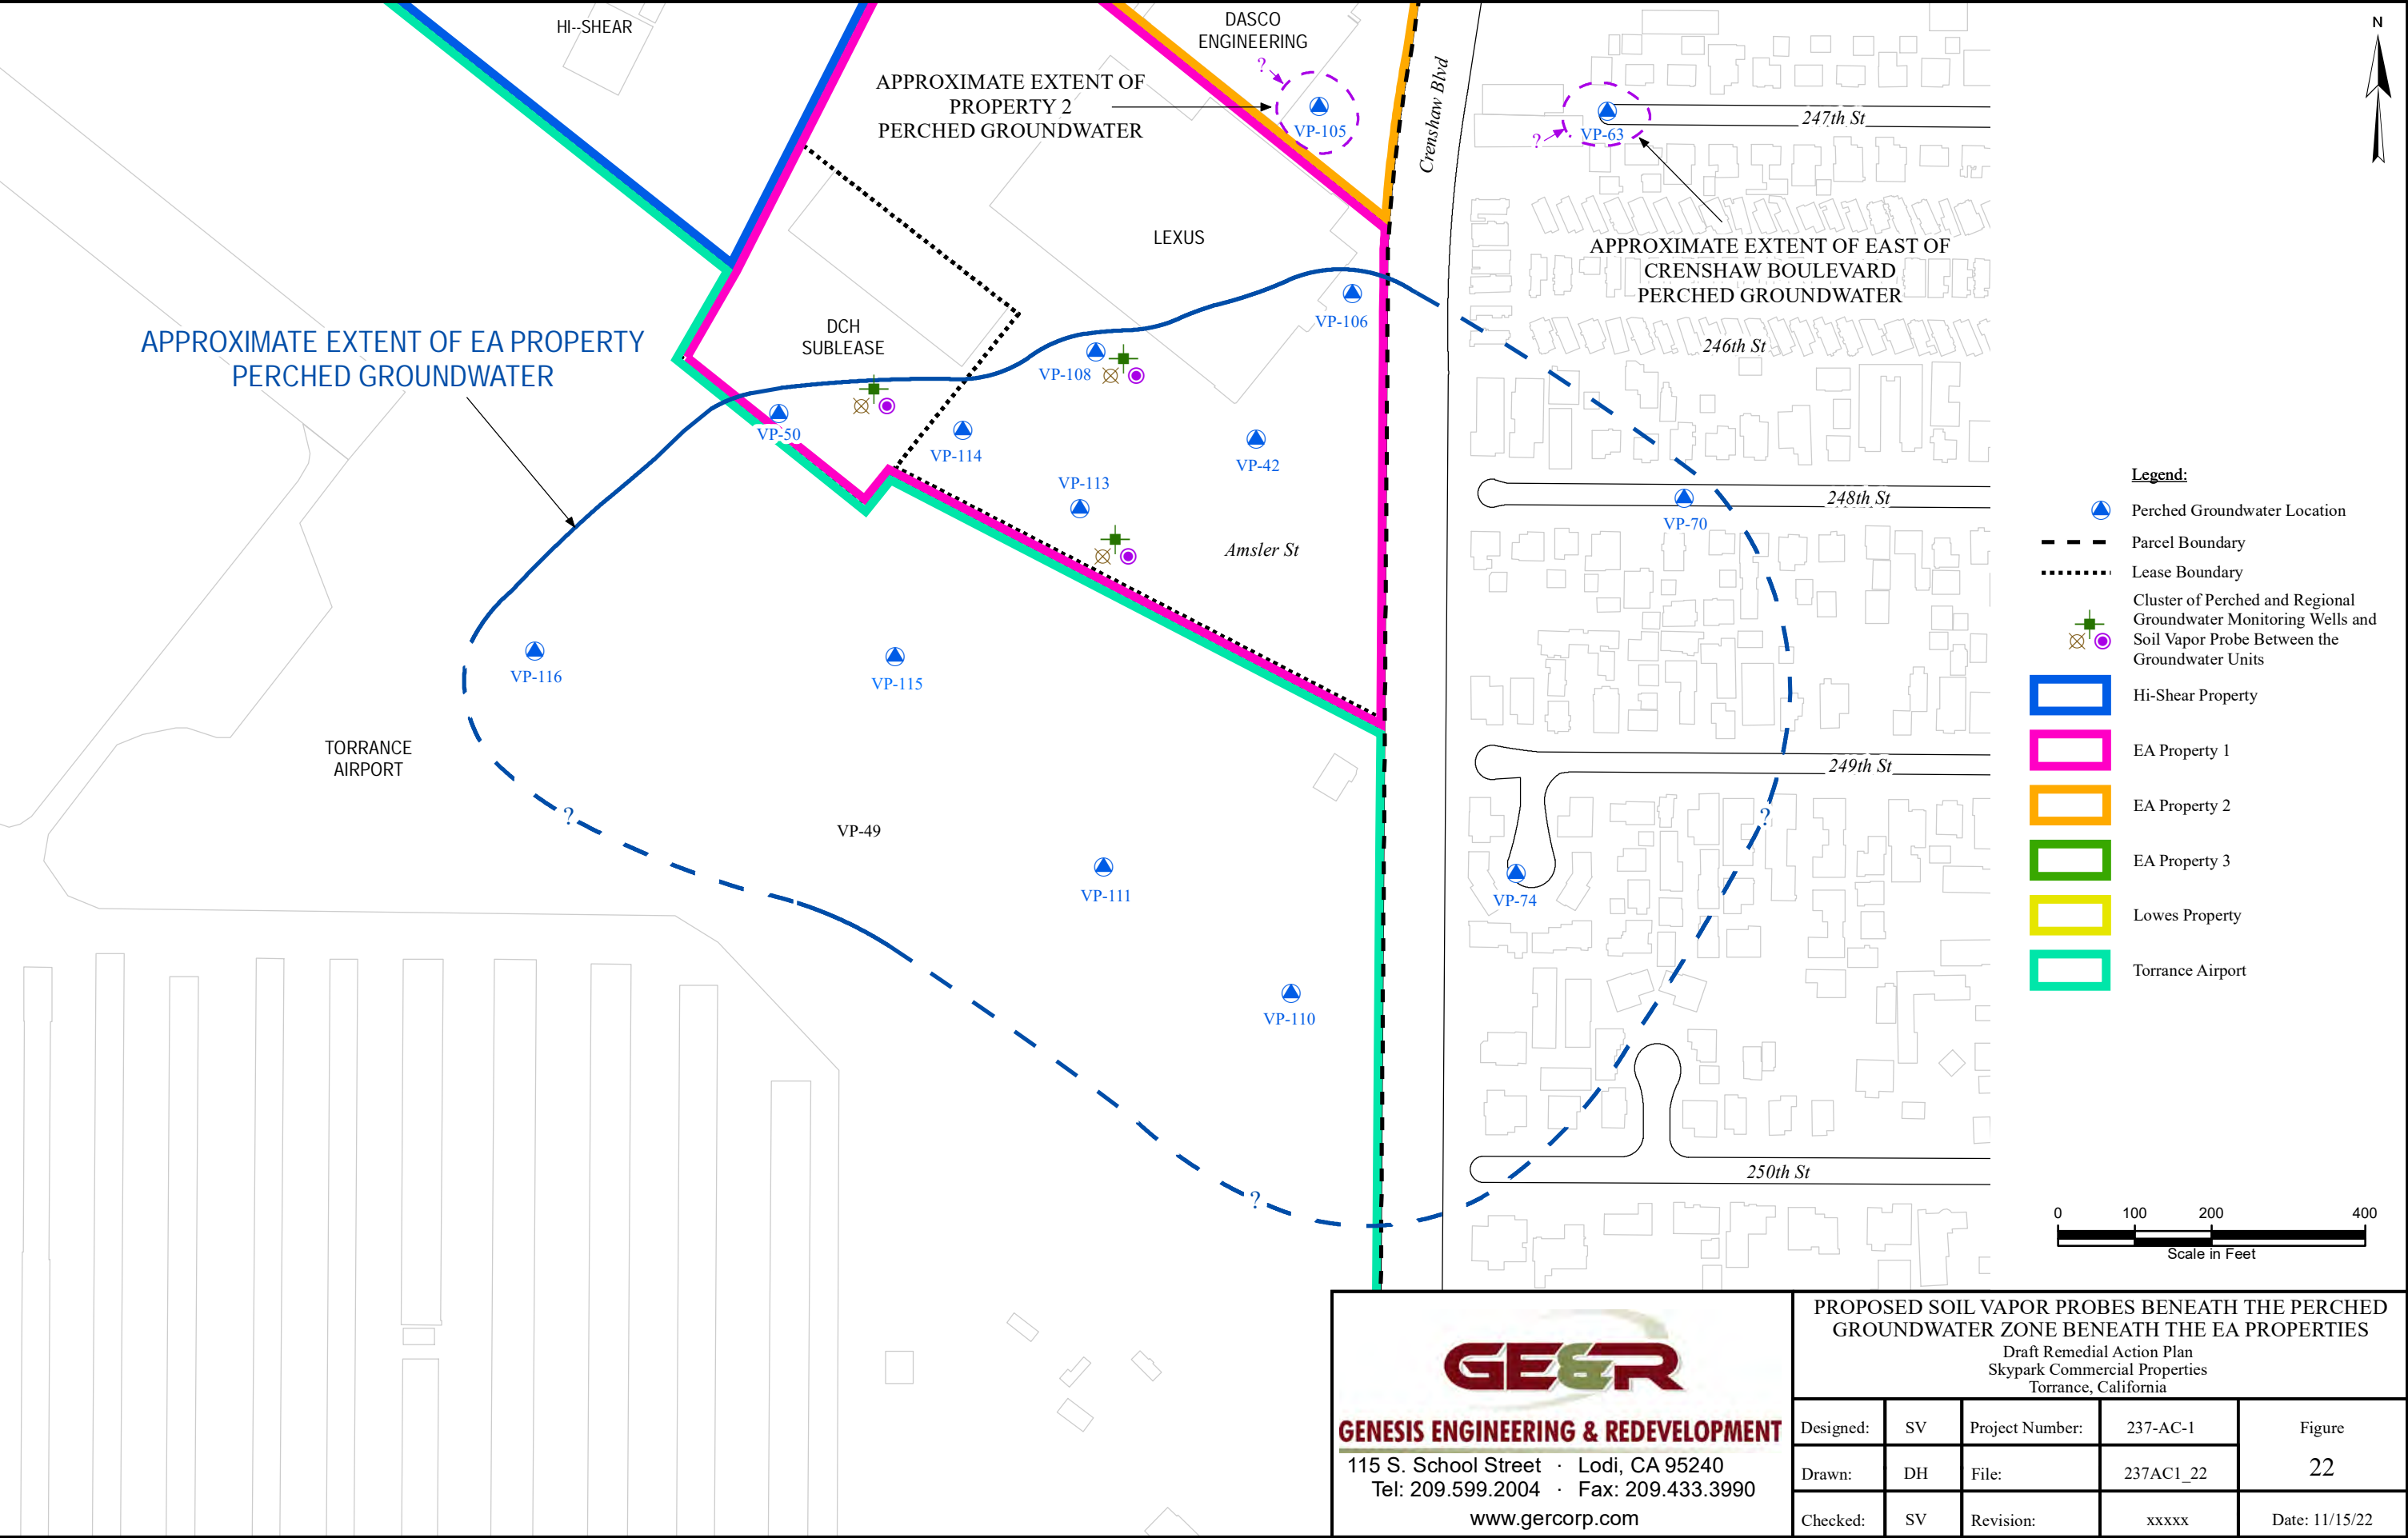 HI--SHEAR
DASCO
ENGINEERING
N
APPROXIMATE EXTENT OF
PROPERTY 2
PERCHED GROUNDWATER
?
VP-105
Crenshaw Blvd
?
VP-63
247th St
LEXUS
APPROXIMATE EXTENT OF EAST OF
CRENSHAW BOULEVARD
PERCHED GROUNDWATER
APPROXIMATE EXTENT OF EA PROPERTY
PERCHED GROUNDWATER
DCH
SUBLEASE
VP-106
246th St
VP-108
VP-50
VP-114
VP-42
VP-113
248th St
VP-70
Amsler St
VP-116
VP-115
TORRANCE
AIRPORT
249th St
?
?
VP-49
VP-111
VP-74
VP-110
250th St
?
Legend:
Perched Groundwater Location
Parcel Boundary
Lease Boundary
Cluster of Perched and Regional
Groundwater Monitoring Wells and
Soil Vapor Probe Between the
Groundwater Units
Hi-Shear Property
EA Property 1
EA Property 2
EA Property 3
Lowes Property
Torrance Airport
0 100 200 400
Scale in Feet
GE&R
GENESIS ENGINEERING & REDEVELOPMENT
115 S. School Street · Lodi, CA 95240
Tel: 209.599.2004 · Fax: 209.433.3990
www.gercorp.com
PROPOSED SOIL VAPOR PROBES BENEATH THE PERCHED
GROUNDWATER ZONE BENEATH THE EA PROPERTIES
Draft Remedial Action Plan
Skypark Commercial Properties
Torrance, California
Designed: SV Project Number: 237-AC-1 Figure
22
Drawn: DH File: 237AC1_22
Checked: SV Revision: xxxxx Date: 11/15/22